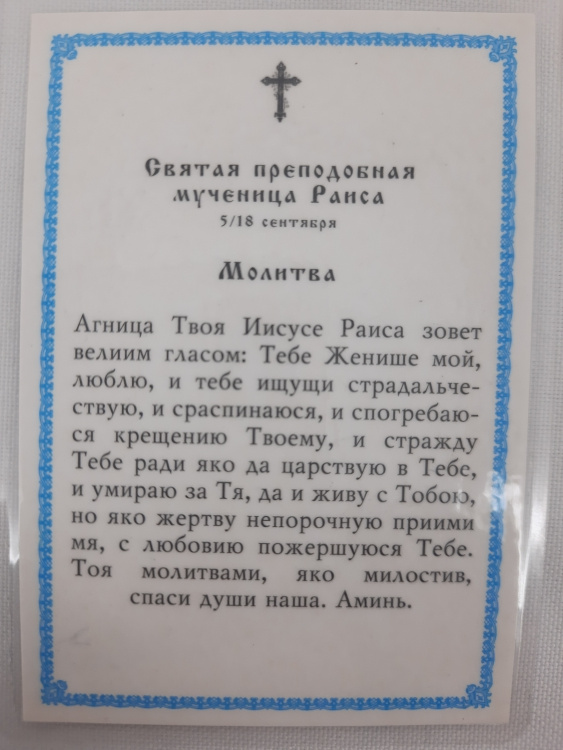 Святая преподобная
мученица Раиса
5/18 сентября
Молитва
Агница Твоя Иисусе Раиса зовет
велиим гласом: Тебе Женише мой,
люблю, и тебе ищущи страдальче-
ствую, и сраспинаюся, и спогребаю-
ся крещению Твоему, и стражду
Тебе ради яко да царствую в Тебе,
и умираю за Тя, да и живу с Тобою,
но яко жертву непорочную приими
мя, с любовию пожершуюся Тебе.
Тоя молитвами, яко милостив,
спаси души наша. Аминь.